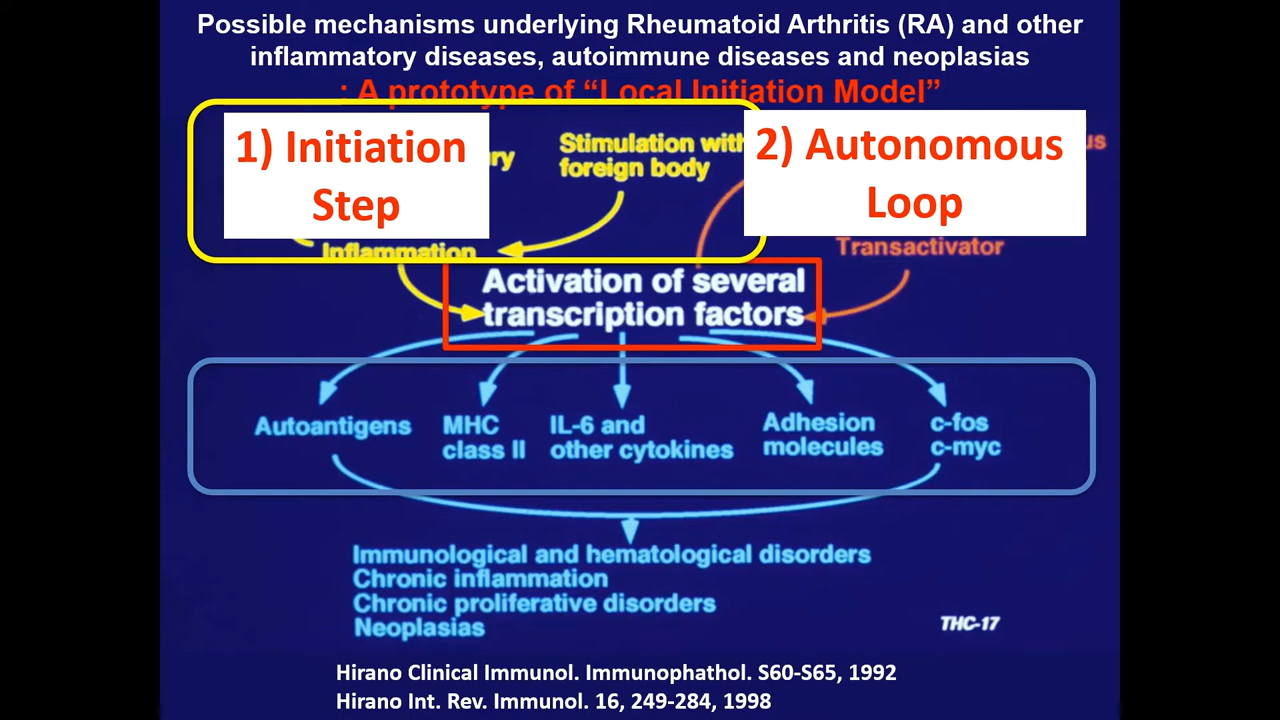 Possible mechanisms underlying Rheumatoid Arthritis (RA) and other
inflammatory diseases, autoimmune diseases and neoplasias
: A prototype of “Local Initiation Model”
1) Initiation
Step
Stimulation with
foreign body
2) Autonomous
Loop
Inflammation
Transactivator
Activation of several
transcription factors
Autoantigens
MHC
class II
IL-6 and
other cytokines
Adhesion
molecules
c-fos
c-myc
Immunological and hematological disorders
Chronic inflammation
Chronic proliferative disorders
Neoplasias
THC-17
Hirano Clinical Immunol. Immunophathol. S60-S65, 1992
Hirano Int. Rev. Immunol. 16, 249-284, 1998